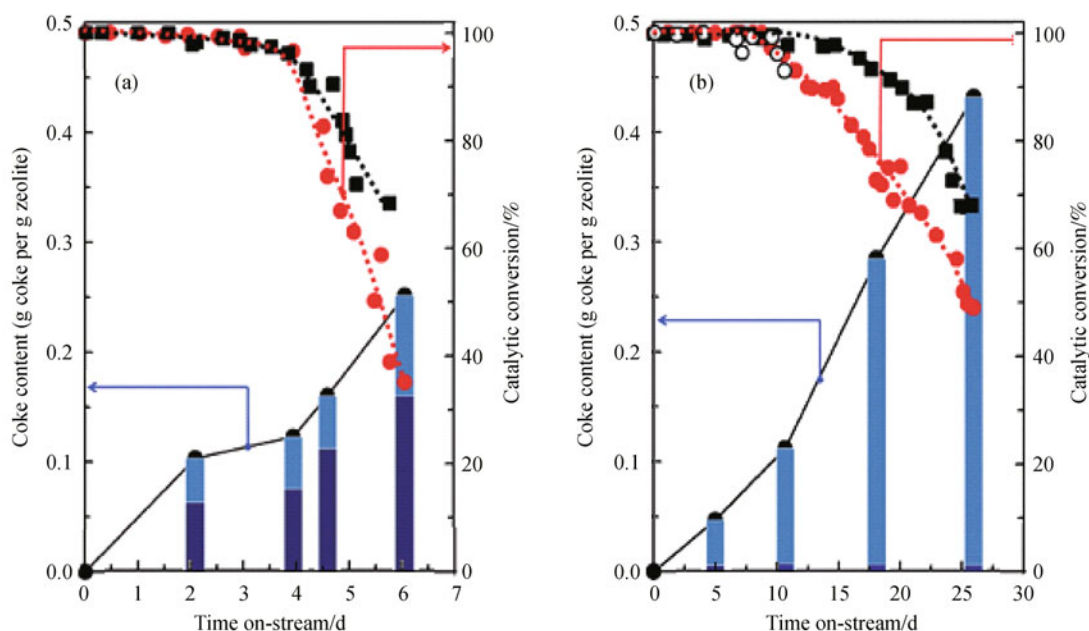 (a)
Coke content (g coke per g zeolite)
0.5
0.4
0.3
0.2
0.1
0.0
0 1 2 3 4 5 6 7
Time on-stream/d
100
80
60
40
20
0
Catalytic conversion/%
(b)
Coke content (g coke per g zeolite)
0.5
0.4
0.3
0.2
0.1
0.0
0 5 10 15 20 25 30
Time on-stream/d
100
80
60
40
20
0
Catalytic conversion/%